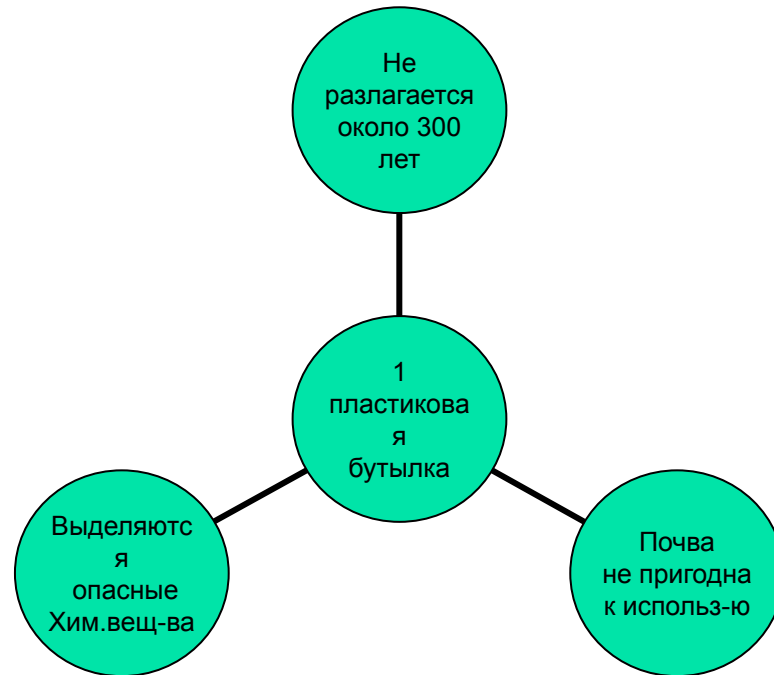 Не
разлагается
около 300
лет
1
пластикова
я
бутылка
Выделяютс
я
опасные
Хим.вещ-ва
Почва
не пригодна
к использ-ю